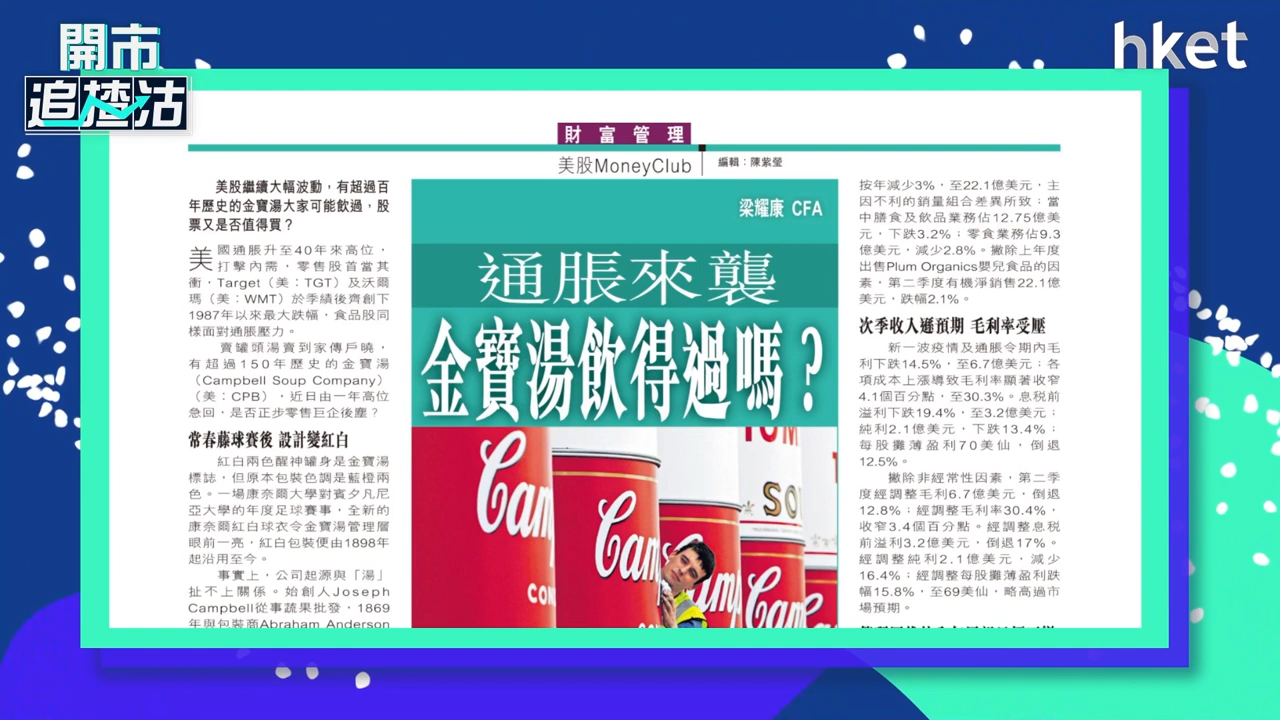 開市
追揸沽
hket
財富管理
美股MoneyClub
編輯：陳紫瑩
美股繼續大幅波動，有超過百
年歷史的金寶湯大家可能飲過，股
票又是否值得買？
美國通脹升至40年來高位，
打擊內需，零售股首當其
衝，Target（美：TGT）及沃爾
瑪（美：WMT）於季績後齊創下
1987年以來最大跌幅，食品股同
樣面對通脹壓力。
賣罐頭湯賣到家傳戶曉，
有超過150年歷史的金寶湯
（Campbell Soup Company）
（美：CPB），近日由一年高位
急回，是否正步零售巨企後塵？
常春藤球賽後 設計變紅白
紅白兩色醒神罐身是金寶湯
標誌，但原本包裝色調是藍橙兩
色。一場康奈爾大學對賓夕凡尼
亞大學的年度足球賽事，全新的
康奈爾紅白球衣令金寶湯管理層
眼前一亮，紅白包裝便由1898年
起沿用至今。
事實上，公司起源與「湯」
扯不上關係。始創人Joseph
Campbell從事蔬果批發，1869
年與包裝商Abraham Anderson
梁耀康 CFA
通脹來襲
金寶湯飲得過嗎？
按年減少3%，至22.1億美元，主
因不利的銷量組合差異所致；當
中膳食及飲品業務佔12.75億美
元，下跌3.2%；零食業務佔9.3
億美元，減少2.8%。撇除上年度
出售Plum Organics嬰兒食品的因
素，第二季度有機淨銷售22.1億
美元，跌幅2.1%。
次季收入遜預期 毛利率受壓
新一波疫情及通脹令期內毛
利下跌14.5%，至6.7億美元；各
項成本上漲導致毛利率顯著收窄
4.1個百分點，至30.3%。息稅前
溢利下跌19.4%，至3.2億美元；
純利2.1億美元，下跌13.4%；
每股攤薄盈利70美仙，倒退
12.5%。
撇除非經常性因素，第二季
度經調整毛利6.7億美元，倒退
12.8%；經調整毛利率30.4%，
收窄3.4個百分點。經調整息稅
前溢利3.2億美元，倒退17%。
經調整純利2.1億美元，減少
16.4%；經調整每股攤薄盈利跌
幅15.8%，至69美仙，略高過市
場預期。